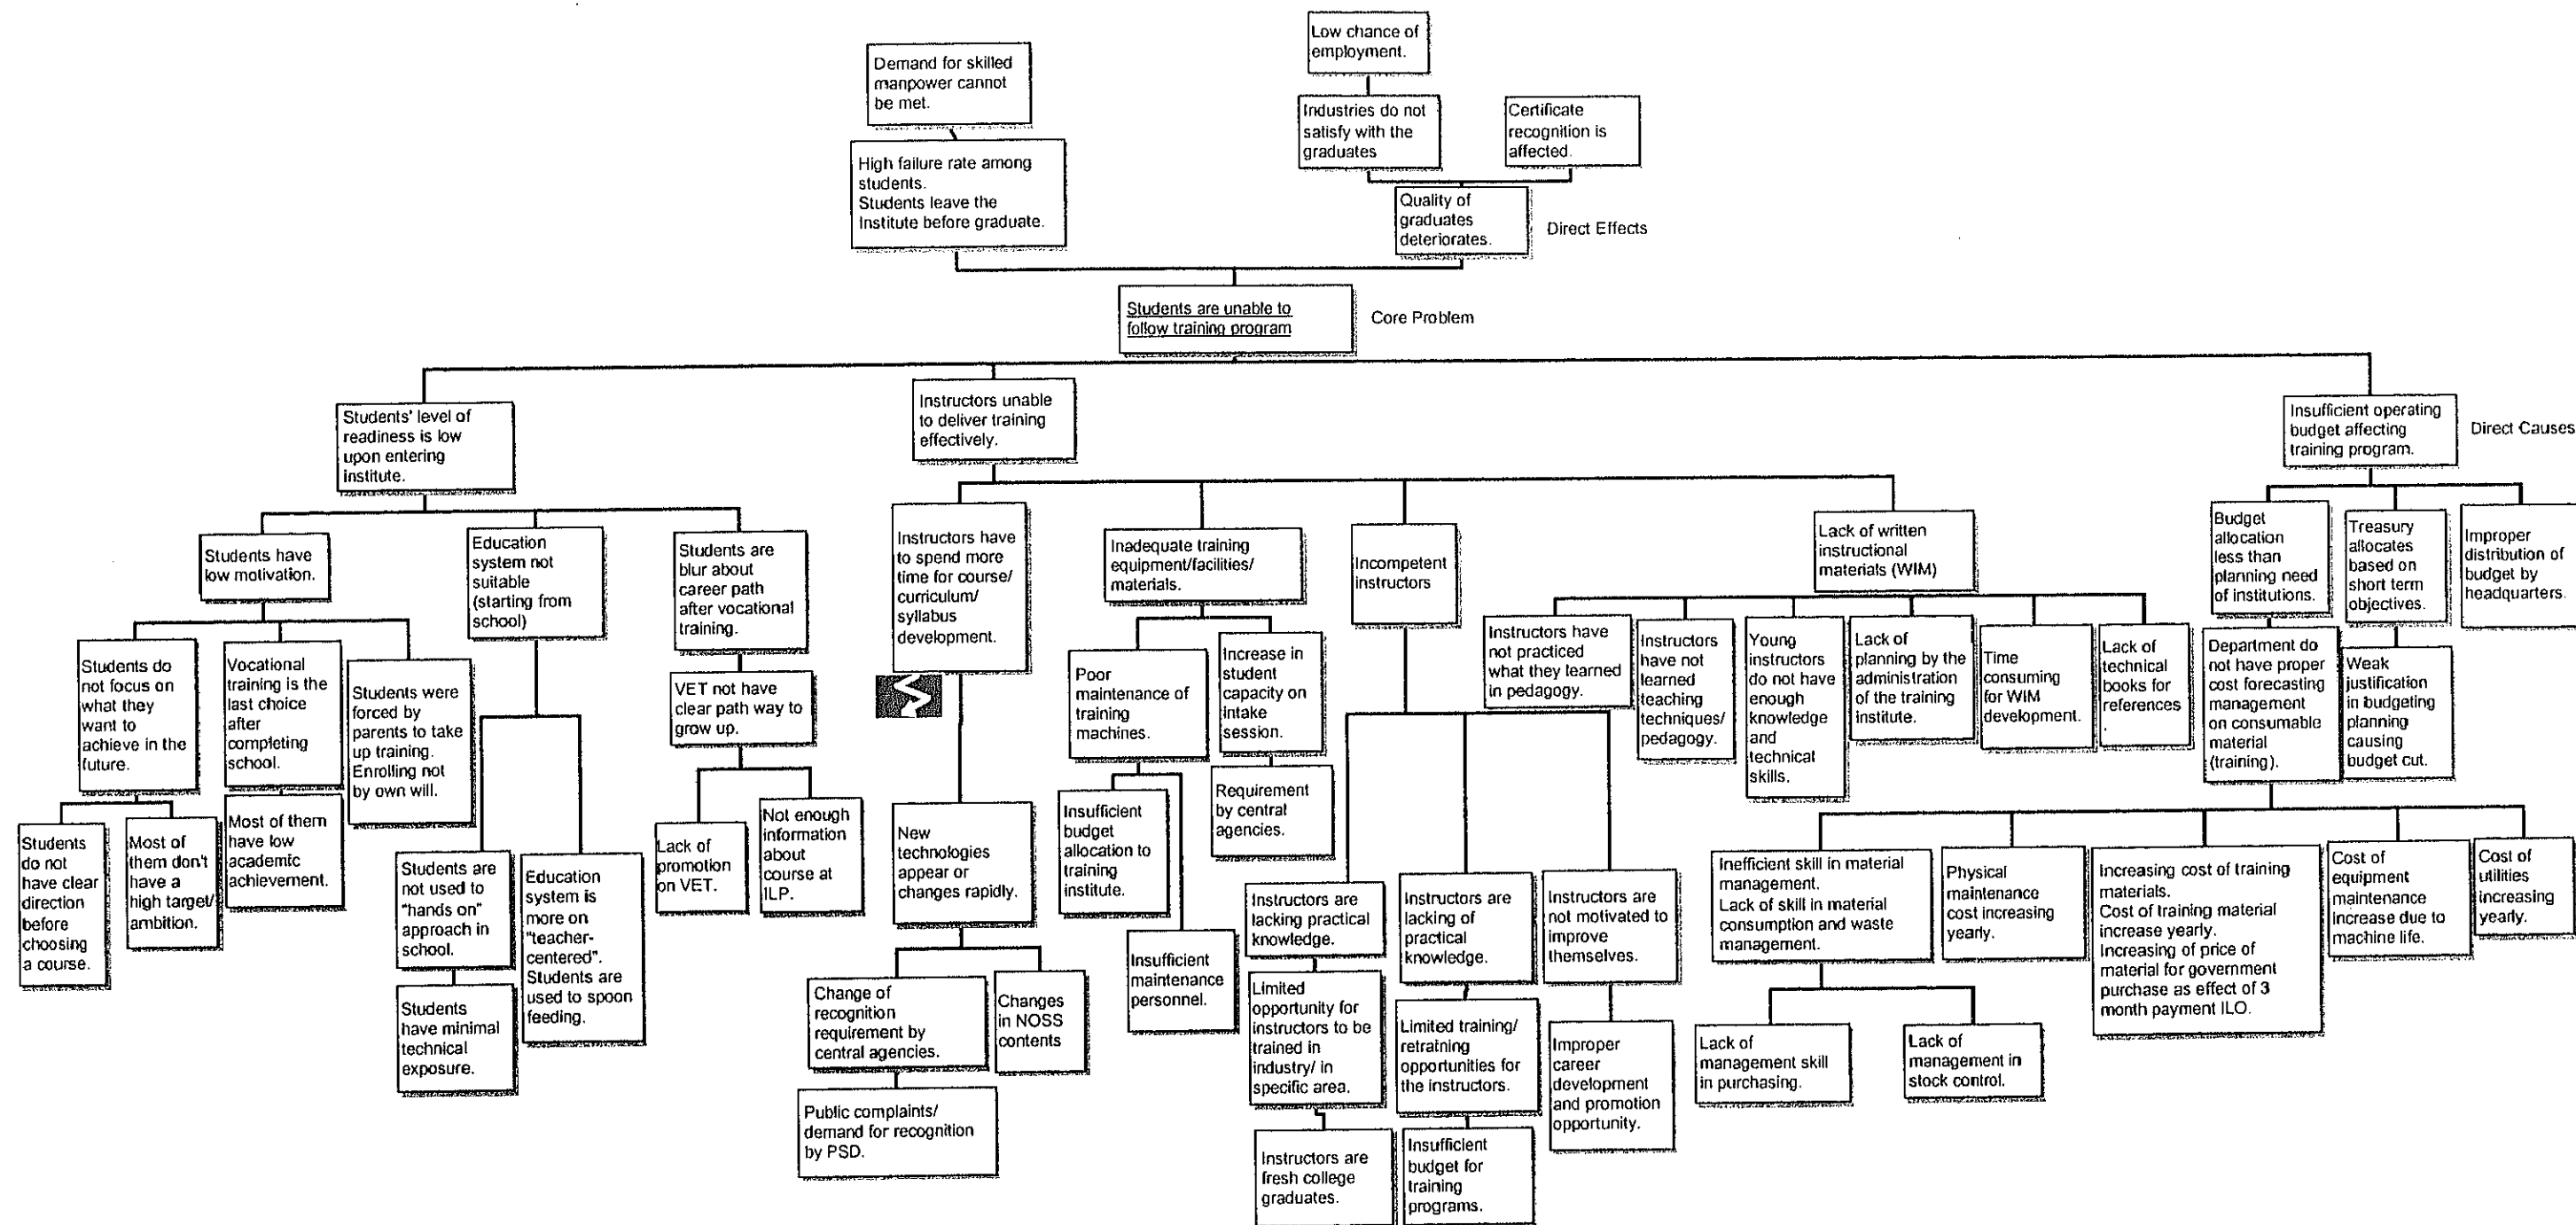 Low chance of
employment.
Demand for skilled
manpower cannot
be met.
Industries do not
satisfy with the
graduates
Certificate
recognition is
affected.
High failure rate among
students.
Students leave the
Institute before graduate.
Quality of
graduates
deteriorates.
Direct Effects
Students are unable to
follow training program
Core Problem
Students' level of
readiness is low
upon entering
institute.
Instructors unable
to deliver training
effectively.
Insufficient operating
budget affecting
training program.
Direct Causes
Students have
low motivation.
Education
system not
suitable
(starting from
school)
Students are
blur about
career path
after vocational
training.
Instructors have
to spend more
time for course/
curriculum/
syllabus
development.
Inadequate training
equipment/facilities/
materials.
Incompetent
instructors
Lack of written
instructional
materials (WIM)
Budget
allocation
less than
planning need
of institutions.
Treasury
allocates
based on
short term
objectives.
Improper
distribution of
budget by
headquarters.
Students do
not focus on
what they
want to
achieve in the
future.
Vocational
training is the
last choice
after
completing
school.
Students were
forced by
parents to take
up training.
Enrolling not
by own will.
VET not have
clear path way to
grow up.
Poor
maintenance of
training
machines.
Increase in
student
capacity on
intake
session.
Instructors have
not practiced
what they learned
in pedagogy.
Instructors
have not
learned
teaching
techniques/
pedagogy.
Young
instructors
do not have
enough
knowledge
and
technical
skills.
Lack of
planning by the
administration
of the training
institute.
Time
consuming
for WIM
development.
Lack of
technical
books for
references
.
Department do
not have proper
cost forecasting
management
on consumable
material
(training).
Weak
justification
in budgeting
planning
causing
budget cut.
Students
do not
have clear
direction
before
choosing
a course.
Most of
them don't
have a
high target/
ambition.
Most of them
have low
academic
achievement.
Students are
not used to
"hands on"
approach in
school.
Education
system is
more on
"teacher-
centered".
Students are
used to spoon
feeding.
Lack of
promotion
on VET.
Not enough
information
about
course at
ILP.
New
technologies
appear or
changes rapidly.
Insufficient
budget
allocation to
training
institute.
Requirement
by central
agencies.
Insufficient
maintenance
personnel.
Instructors are
lacking practical
knowledge.
Instructors are
lacking of
practical
knowledge.
Instructors are
not motivated to
improve
themselves.
Inefficient skill in material
management.
Lack of skill in material
consumption and waste
management.
Physical
maintenance
cost increasing
yearly.
Increasing cost of training
materials.
Cost of training material
increase yearly.
Increasing of price of
material for government
purchase as effect of 3
month payment ILO.
Cost of
equipment
maintenance
increase due to
machine life.
Cost of
utilities
increasing
yearly.
Students
have minimal
technical
exposure.
Change of
recognition
requirement by
central agencies.
Changes
in NOSS
contents
Limited
opportunity for
instructors to be
trained in
industry/ in
specific area.
Limited training/
retraining
opportunities for
the instructors.
Improper
career
development
and promotion
opportunity.
Lack of
management skill
in purchasing.
Lack of
management in
stock control.
Public complaints/
demand for recognition
by PSD.
Instructors are
fresh college
graduates.
Insufficient
budget for
training
programs.